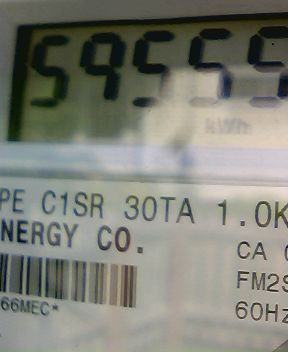 59555
kWh
PE C1SR 30TA 1.0K
NERGY CO.
CA
FM2S
66MEC*
60Hz